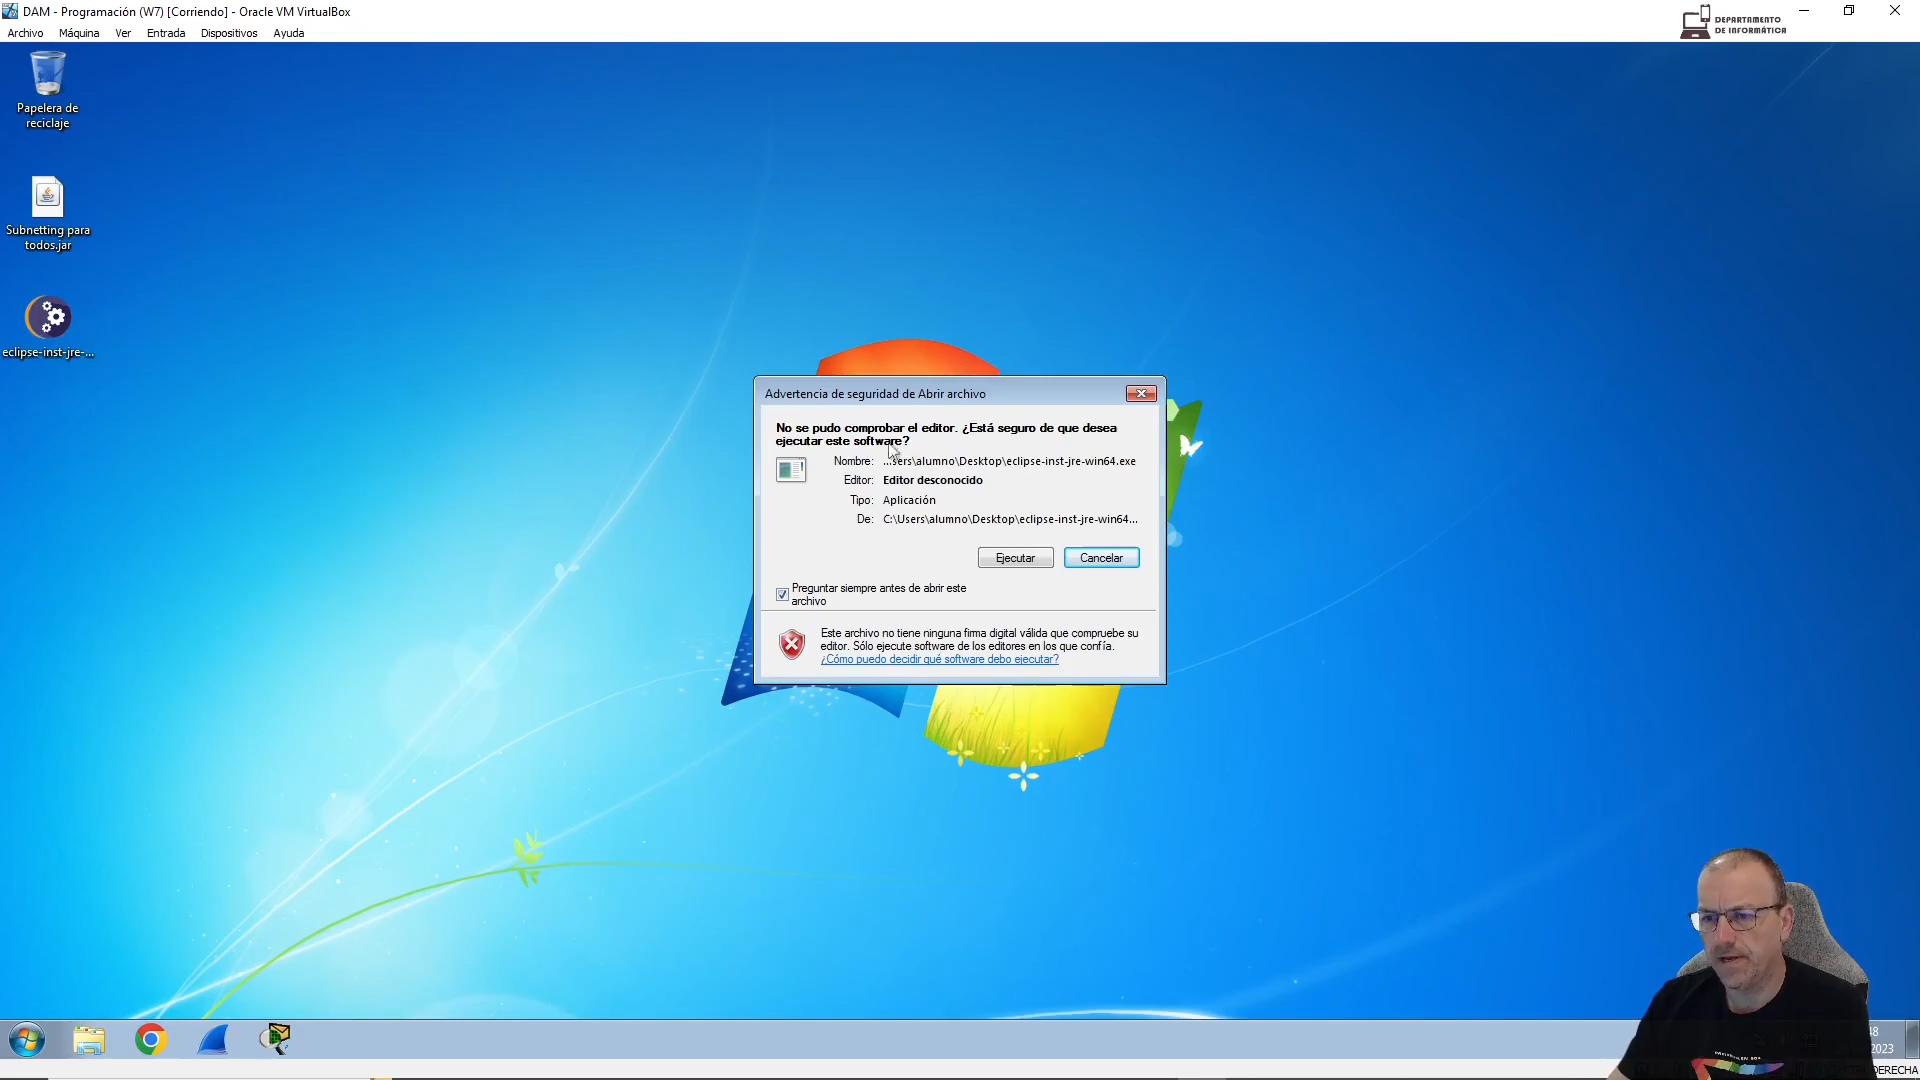 DAM - Programación (W7) [Corriendo] - Oracle VM VirtualBox
Archivo Máquina Ver Entrada Dispositivos Ayuda
DEPARTAMENTO
DE INFORMÁTICA
Papelera de
reciclaje
Subnetting para
todos.jar
eclipse-inst-jre-...
Advertencia de seguridad de Abrir archivo
No se pudo comprobar el editor. ¿Está seguro de que desea
ejecutar este software?
Nombre: ...sers\alumno\Desktop\eclipse-inst-jre-win64.exe
Editor: Editor desconocido
Tipo: Aplicación
De: C:\Users\alumno\Desktop\eclipse-inst-jre-win64...
Ejecutar Cancelar
Preguntar siempre antes de abrir este
archivo
Este archivo no tiene ninguna firma digital válida que compruebe su
editor. Sólo ejecute software de los editores en los que confía.
¿Cómo puedo decidir qué software debo ejecutar?
48
2023
DERECHA